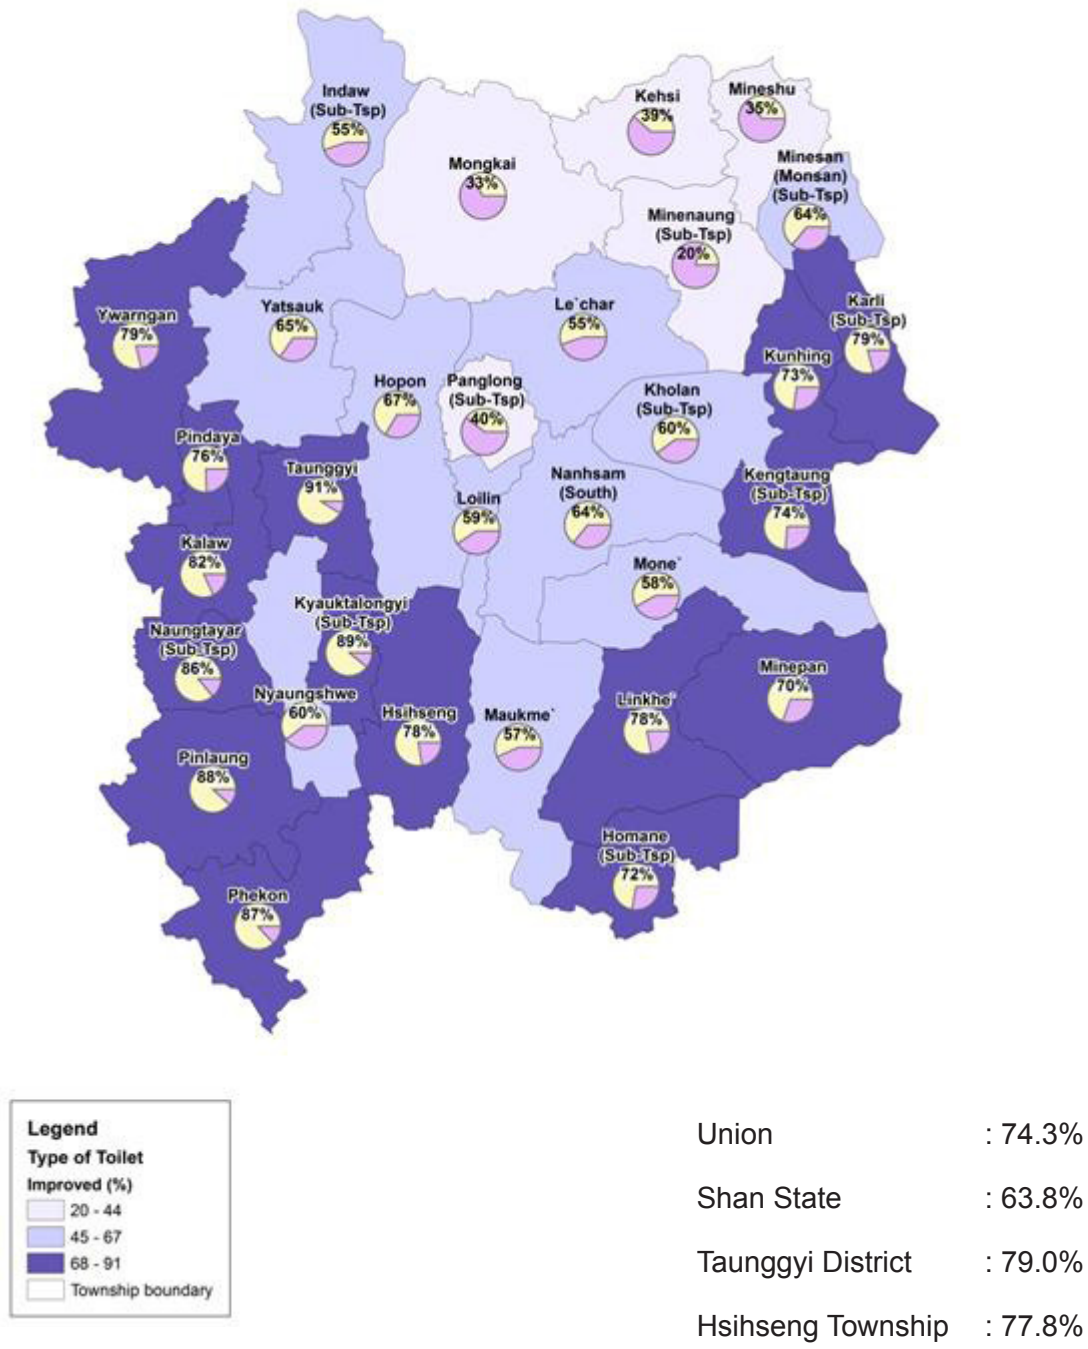 Indaw
(Sub-Tsp)
55%
Mongkai
33%
Kehsi
39%
Mineshu
35%
Minesan
(Monsan)
(Sub-Tsp)
64%
Minenaung
(Sub-Tsp)
20%
Ywarngan
79%
Yatsauk
65%
Le`char
55%
Karli
(Sub-Tsp)
79%
Kunhing
73%
Hopon
67%
Panglong
(Sub-Tsp)
40%
Kholan
(Sub-Tsp)
60%
Pindaya
76%
Taunggyi
91%
Loilin
59%
Nanhsam
(South)
64%
Kengtaung
(Sub-Tsp)
74%
Kalaw
82%
Mone`
58%
Kyauktalongyi
(Sub-Tsp)
89%
Naungtayar
(Sub-Tsp)
86%
Nyaungshwe
60%
Hsihseng
78%
Maukme`
57%
Linkhe`
78%
Minepan
70%
Pinlaung
88%
Homane
(Sub-Tsp)
72%
Phekon
87%
Legend
Type of Toilet
Improved (%)
20 - 44
45 - 67
68 - 91
Township boundary
Union : 74.3%
Shan State : 63.8%
Taunggyi District : 79.0%
Hsihseng Township : 77.8%